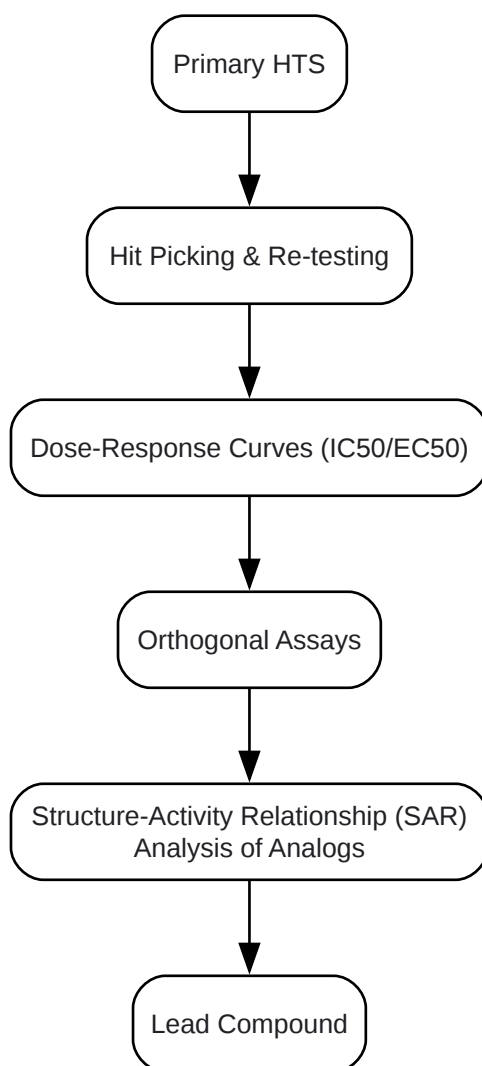 Primary HTS
Hit Picking & Re-testing
Dose-Response Curves (IC50/EC50)
Orthogonal Assays
Structure-Activity Relationship (SAR)
Analysis of Analogs
Lead Compound